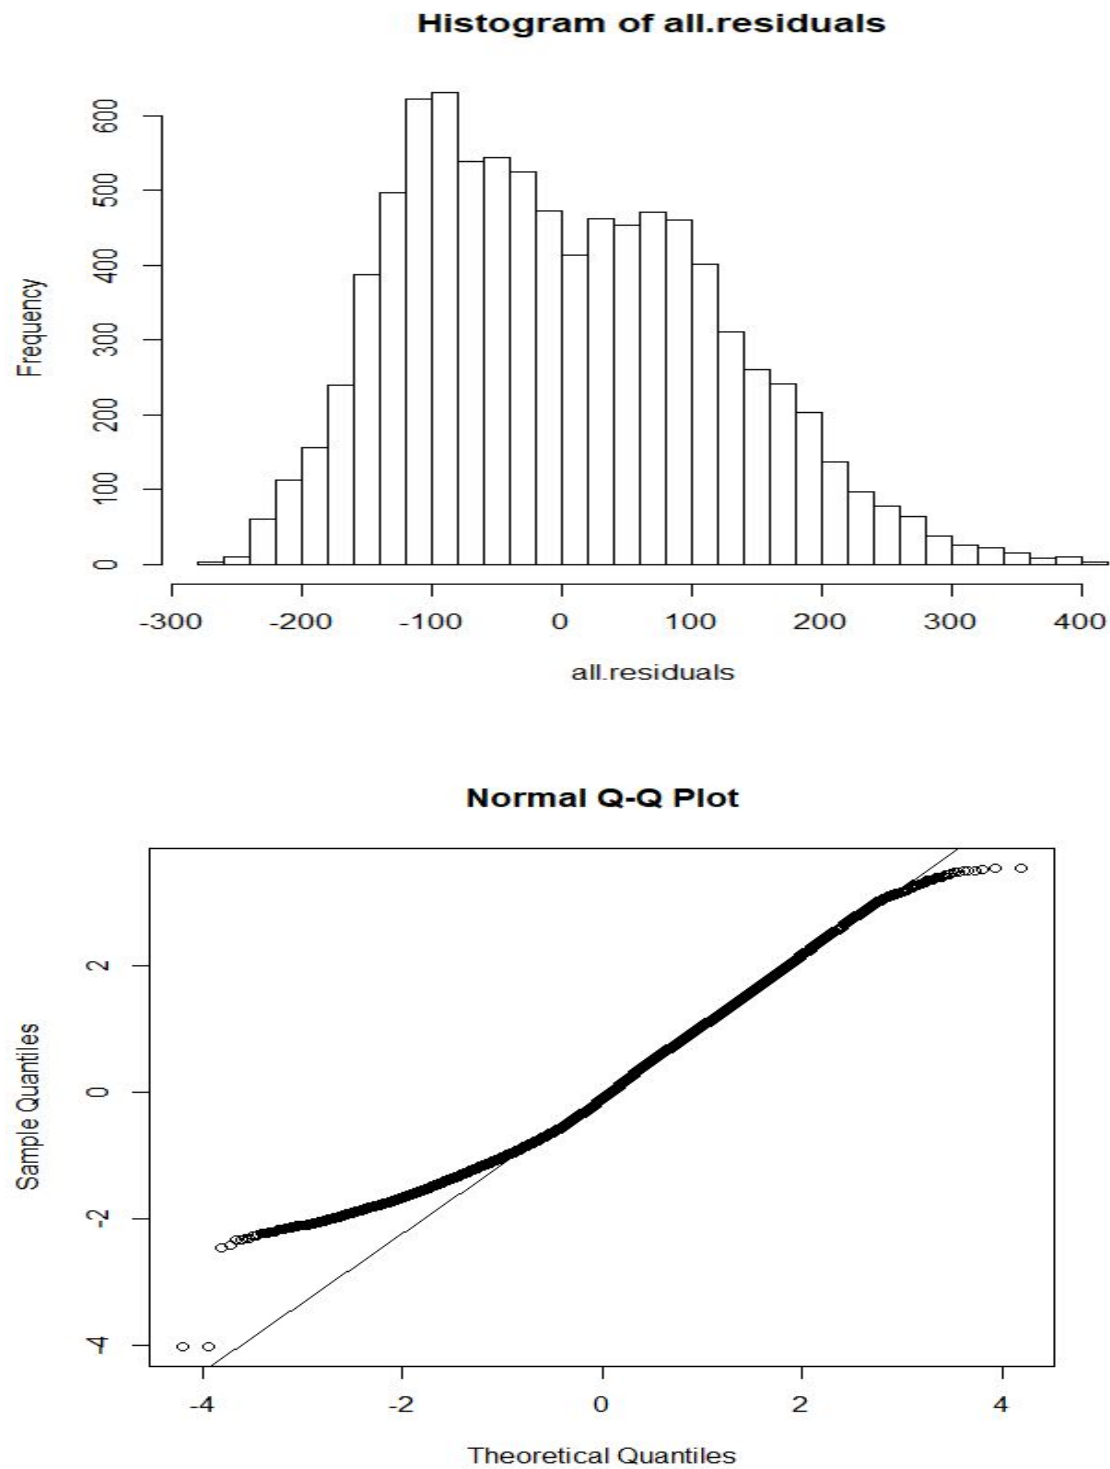 Histogram of all.residuals
Frequency
600
500
400
300
200
100
0
-300 -200 -100 0 100 200 300 400
all.residuals
Normal Q-Q Plot
Sample Quantiles
2
0
-2
-4
-4 -2 0 2 4
Theoretical Quantiles